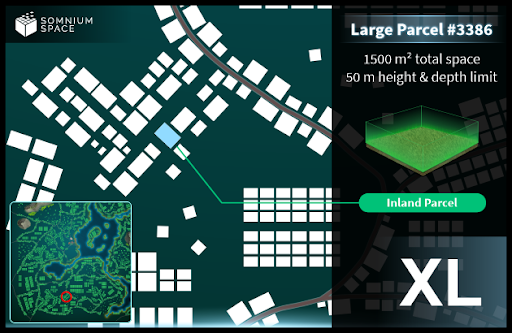 SOMNIUM
SPACE
Large Parcel #3386
1500 m² total space
50 m height & depth limit
Inland Parcel
XL